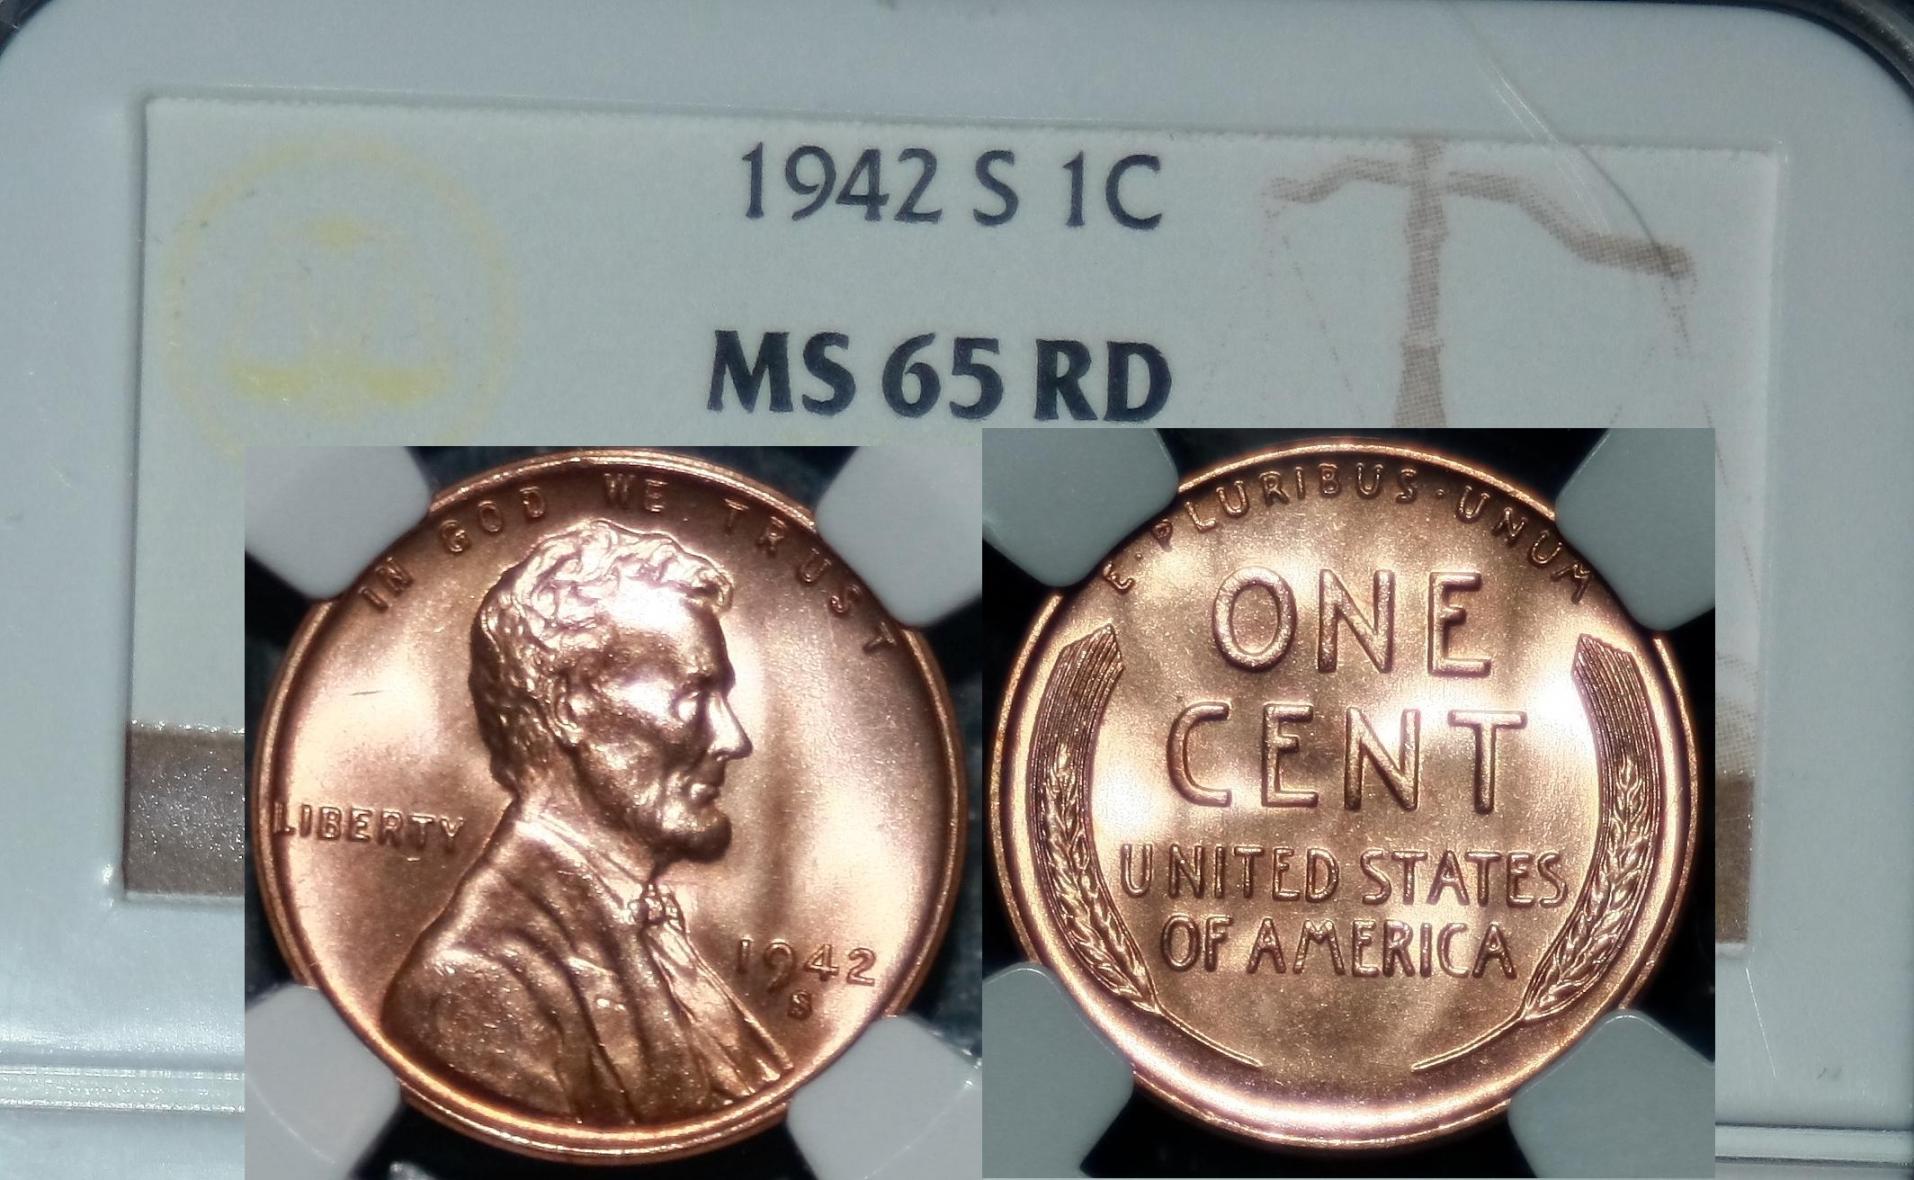 1942 S 1C
MS 65 RD
IN GOD WE TRUST
LIBERTY
1942
S
E·PLURIBUS·UNUM
ONE
CENT
UNITED STATES
OF AMERICA